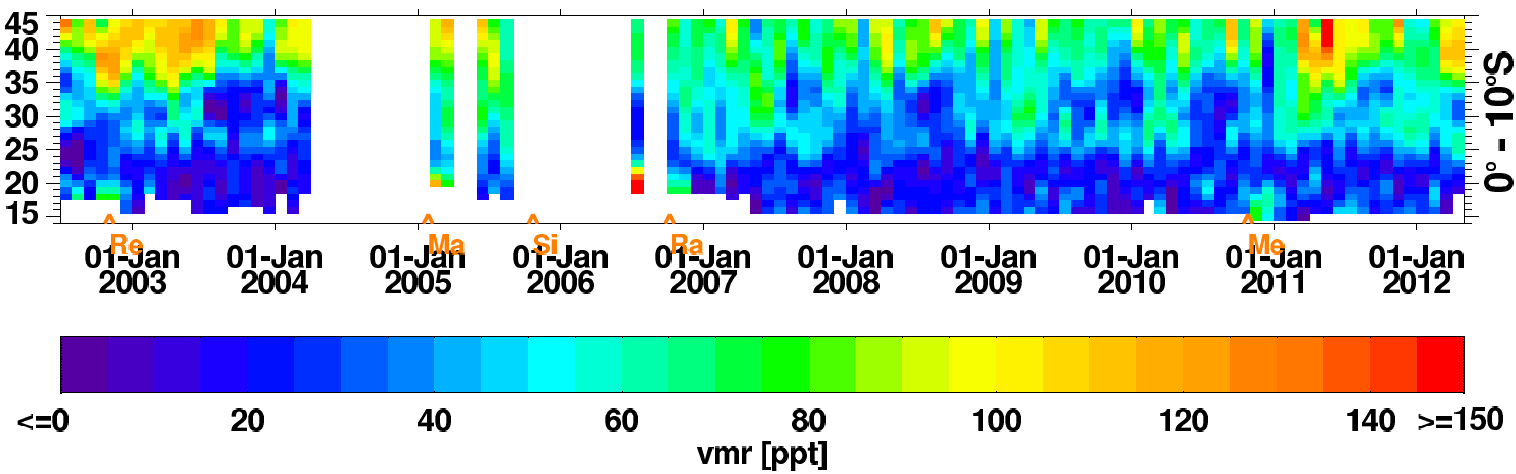 45
40
35
30
25
20
15
0° - 10°S
^ ^ ^ ^ ^
Re Ma Si Ra Me
01-Jan 01-Jan 01-Jan 01-Jan 01-Jan 01-Jan 01-Jan 01-Jan 01-Jan 01-Jan
2003 2004 2005 2006 2007 2008 2009 2010 2011 2012
<=0 20 40 60 80 100 120 140 >=150
vmr [ppt]